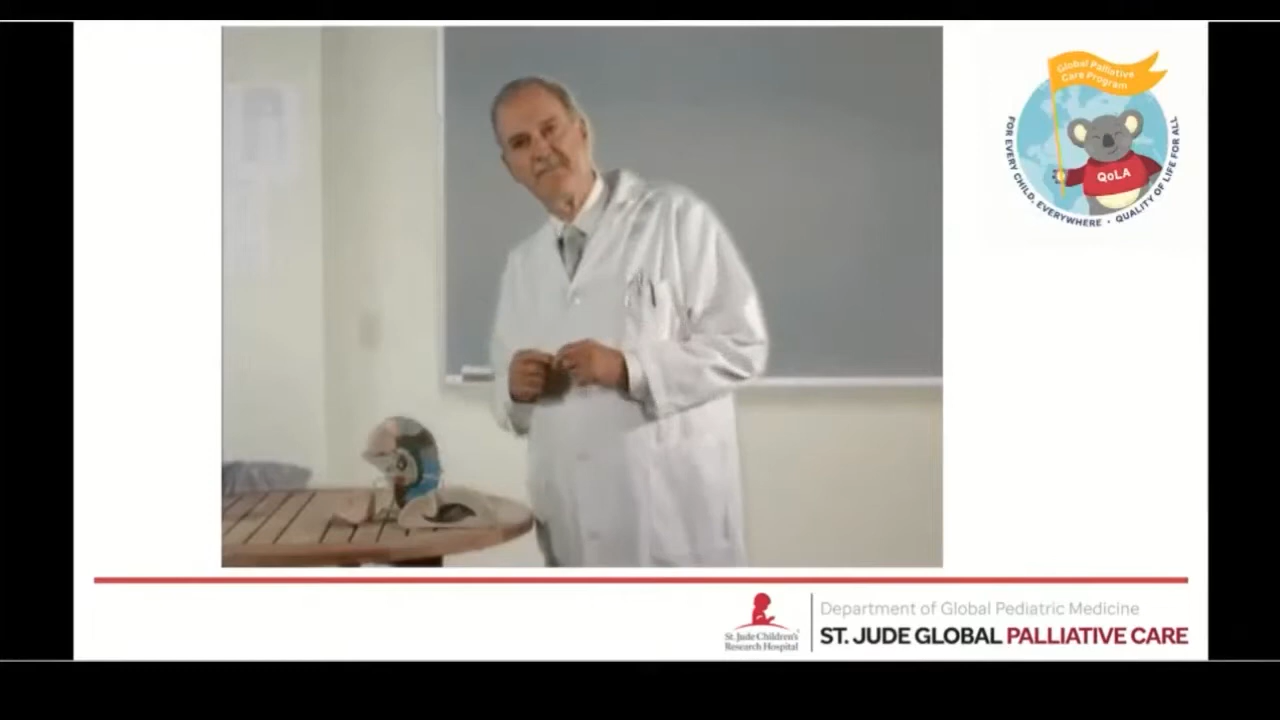 Global Palliative
Care Program
FOR EVERY CHILD, EVERYWHERE • QUALITY OF LIFE FOR ALL
QoLA
St. Jude Children's
Research Hospital
Department of Global Pediatric Medicine
ST. JUDE GLOBAL PALLIATIVE CARE